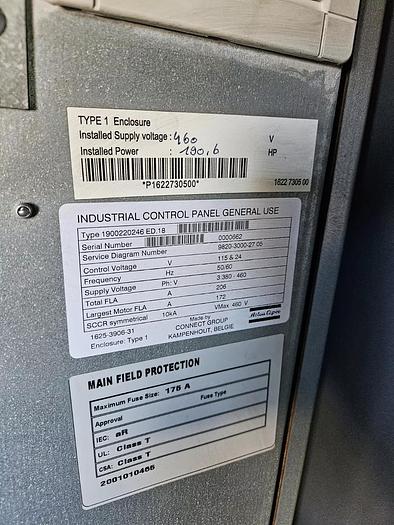 TYPE 1 Enclosure
Installed Supply voltage : 460 V
Installed Power : 190,6 HP
*P1622730500*
1622 7305 00
INDUSTRIAL CONTROL PANEL GENERAL USE
Type 1900220246 ED.18
Serial Number 0000662
Service Diagram Number 9820-3000-27 05
Control Voltage V 115 & 24
Frequency Hz 50/60
Supply Voltage Ph: V 3 380 - 460
Total FLA A 206
Largest Motor FLA A 172
SCCR symmetrical 10kA VMax 460 V
1625-3906-31
Made by:
CONNECT GROUP
Enclosure: Type 1
KAMPENHOUT, BELGIE
Atlas Copco
MAIN FIELD PROTECTION
Maximum Fuse Size: 175 A
Approval Fuse Type
IEC: aR
UL: Class T
CSA: Class T
2001010465